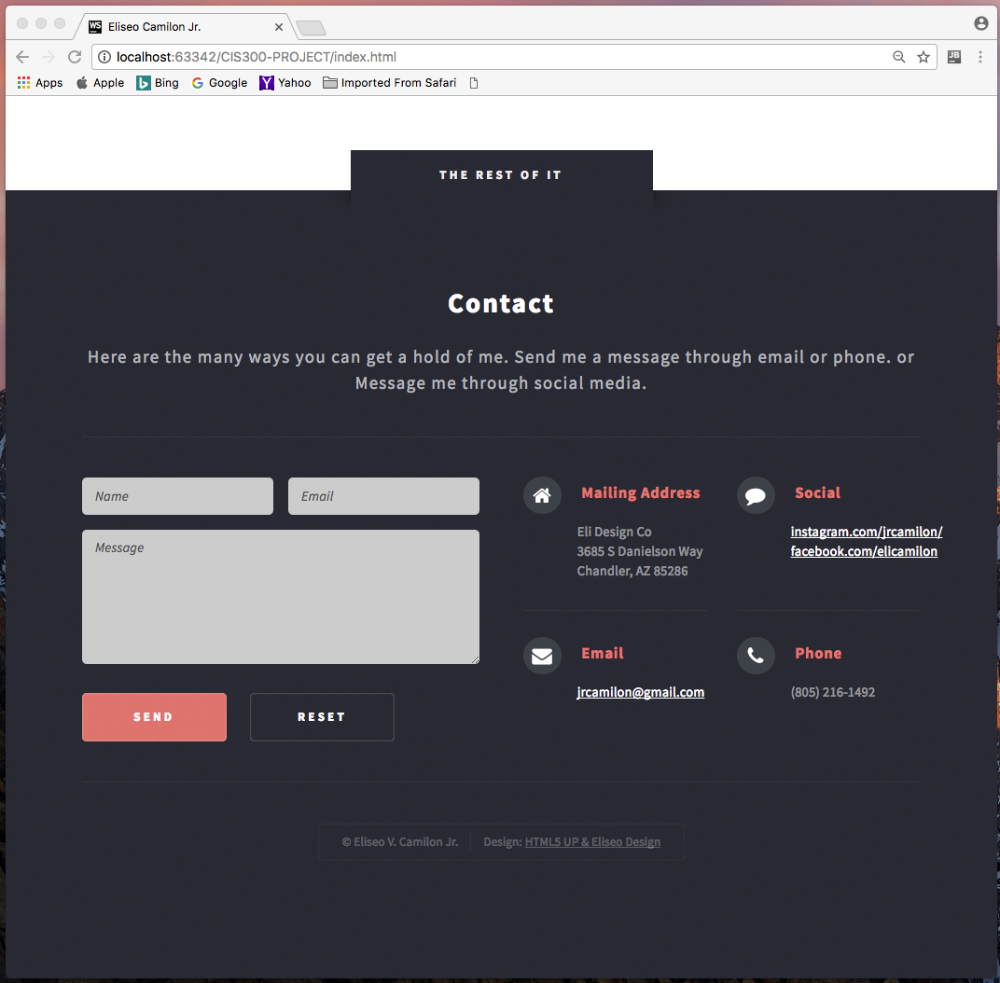 WS Eliseo Camilon Jr.
localhost:63342/CIS300-PROJECT/index.html
JB
Apps Apple Bing Google Yahoo Imported From Safari
THE REST OF IT
Contact
Here are the many ways you can get a hold of me. Send me a message through email or phone. or
Message me through social media.
Name Email
Message
SEND RESET
Mailing Address
Eli Design Co
3685 S Danielson Way
Chandler, AZ 85286
Social
instagram.com/jrcamilon/
facebook.com/elicamilon
Email
jrcamilon@gmail.com
Phone
(805) 216-1492
© Eliseo V. Camilon Jr. Design: HTML5 UP & Eliseo Design